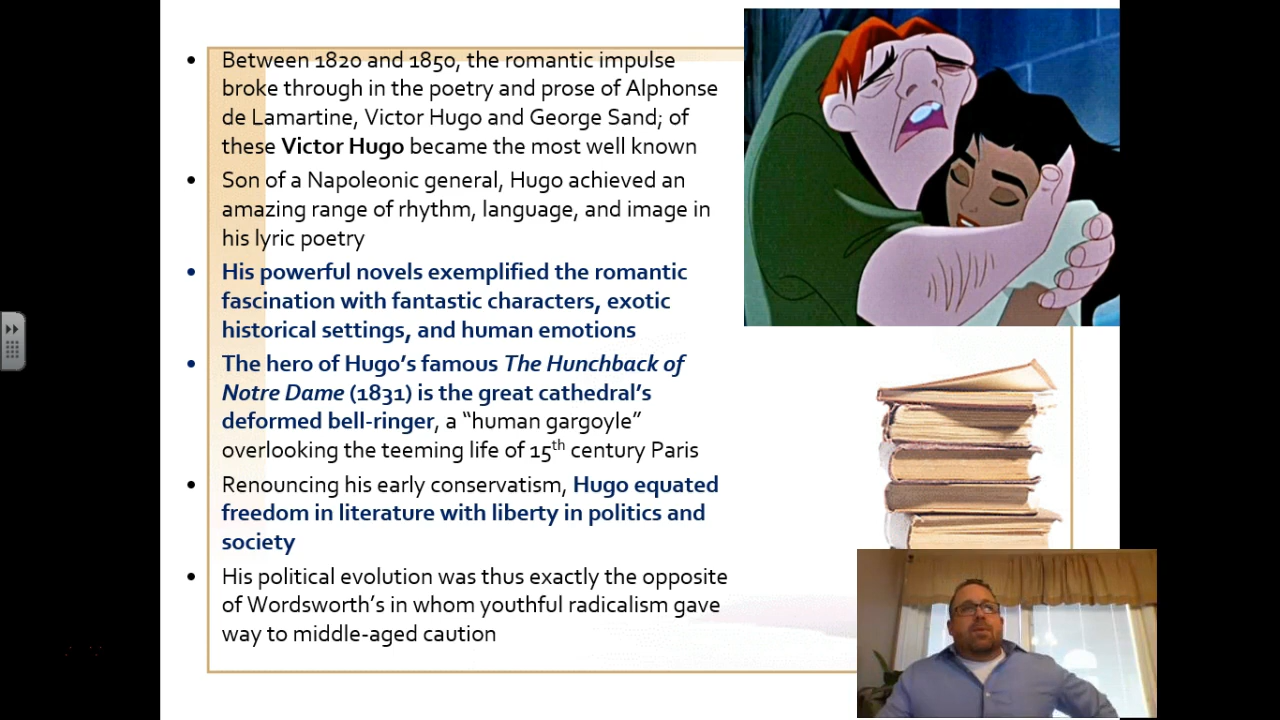 Between 1820 and 1850, the romantic impulse
broke through in the poetry and prose of Alphonse
de Lamartine, Victor Hugo and George Sand; of
these Victor Hugo became the most well known
Son of a Napoleonic general, Hugo achieved an
amazing range of rhythm, language, and image in
his lyric poetry
His powerful novels exemplified the romantic
fascination with fantastic characters, exotic
historical settings, and human emotions
The hero of Hugo’s famous The Hunchback of
Notre Dame (1831) is the great cathedral’s
deformed bell-ringer, a “human gargoyle”
overlooking the teeming life of 15th century Paris
Renouncing his early conservatism, Hugo equated
freedom in literature with liberty in politics and
society
His political evolution was thus exactly the opposite
of Wordsworth’s in whom youthful radicalism gave
way to middle-aged caution